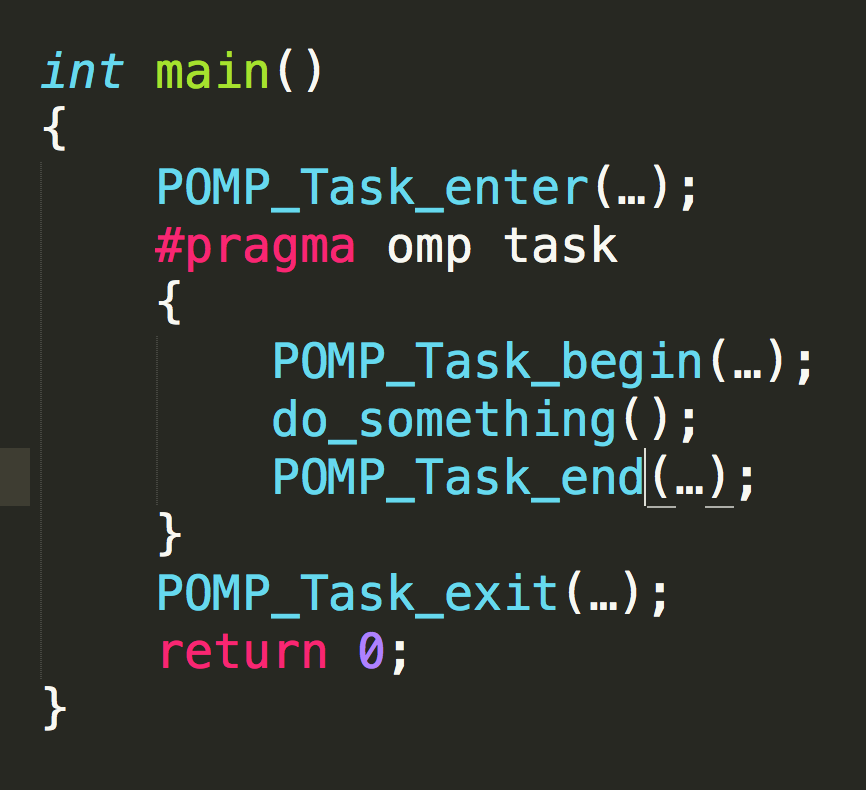 int main()
{
    POMP_Task_enter(…);
    #pragma omp task
    {
        POMP_Task_begin(…);
        do_something();
        POMP_Task_end(…);
    }
    POMP_Task_exit(…);
    return 0;
}